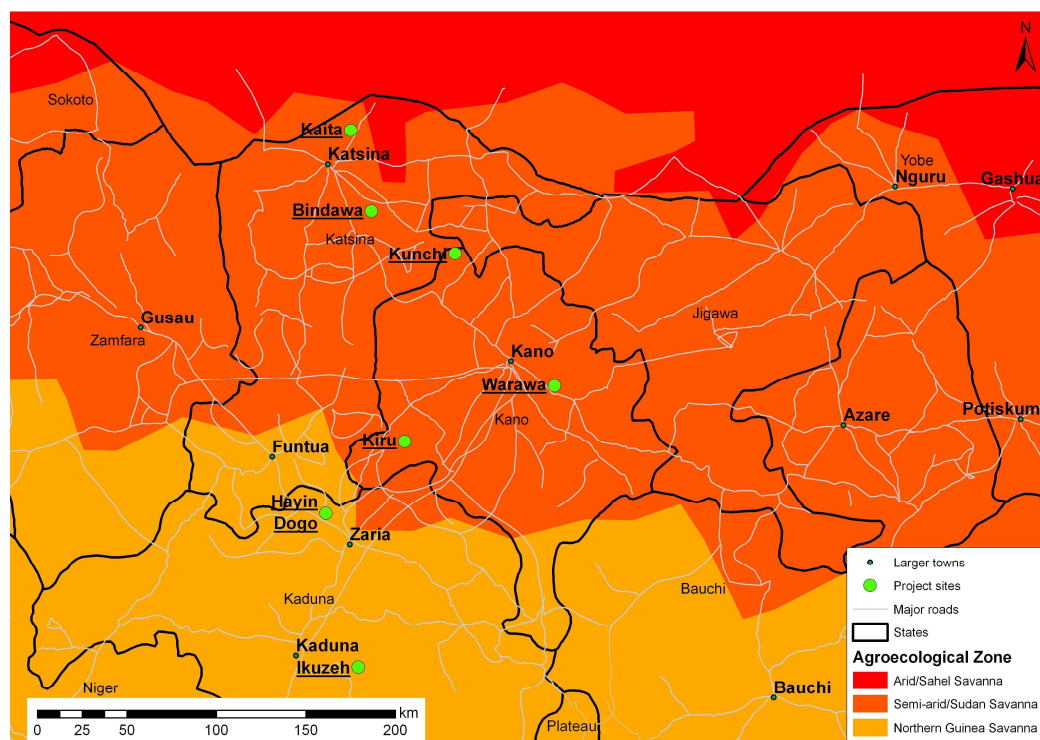 N
Sokoto
Kaita
Katsina
Yobe
Nguru
Gashua
Bindawa
Katsina
Kunchi
Gusau
Zamfara
Jigawa
Kano
Warawa
Kano
Azare
Potiskum
Kiru
Funtua
Hayin
Dogo
Zaria
Kaduna
Bauchi
Kaduna
Ikuzeh
Niger
Plateau
Bauchi
Larger towns
Project sites
Major roads
States
Agroecological Zone
Arid/Sahel Savanna
Semi-arid/Sudan Savanna
Northern Guinea Savanna
km
0 25 50 100 150 200